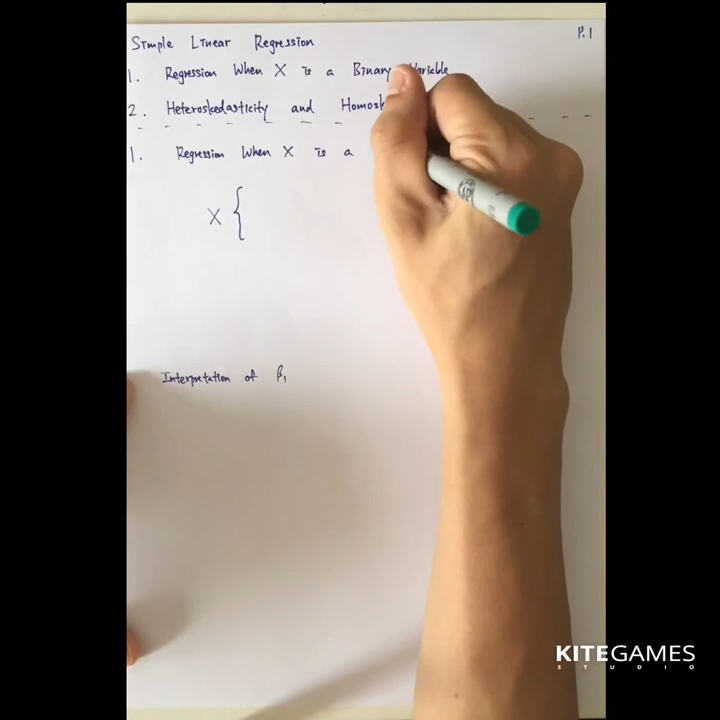 P.1
Simple Linear Regression
1. Regression When X is a Binary Variable
2. Heteroskedasticity and Homosk
1. Regression When X is a
X {
Interpretation of β₁
KITEGAMES
STUDIO